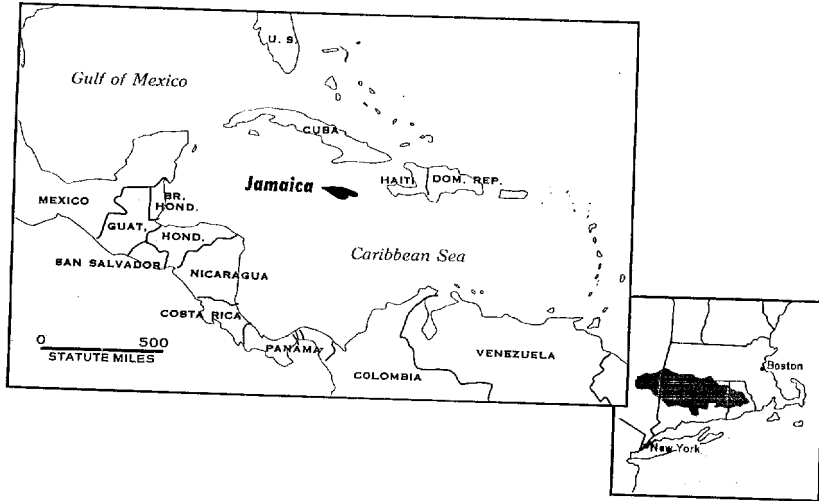 U. S.
Gulf of Mexico
CUBA
Jamaica
HAITI
DOM. REP.
MEXICO
BR.
HOND.
GUAT.
HOND.
Caribbean Sea
SAN SALVADOR
NICARAGUA
COSTA RICA
0 500
STATUTE MILES
PANAMA
VENEZUELA
COLOMBIA
Boston
New York